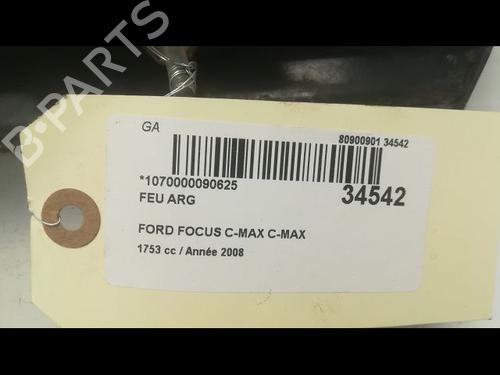 B-PARTS
GA
80900901 34542
*1070000090625
34542
FEU ARG
FORD FOCUS C-MAX C-MAX
1753 cc / Année 2008